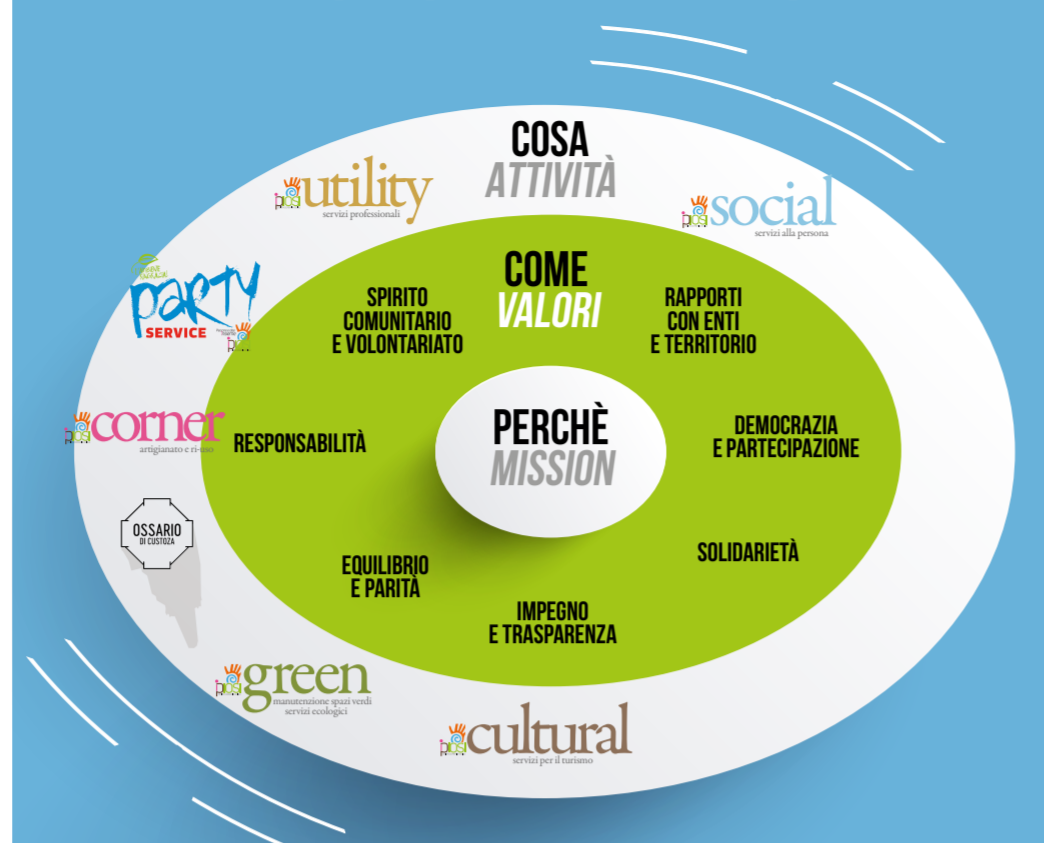 COSA
ATTIVITÀ
utility
servizi professionali
social
servizi alla persona
COME
VALORI
SPIRITO
COMUNITARIO
E VOLONTARIATO
RAPPORTI
CON ENTI
E TERRITORIO
PARTY
SERVICE
PERCHÈ
MISSION
corner
artigianato e ri-uso
RESPONSABILITÀ
DEMOCRAZIA
E PARTECIPAZIONE
OSSARIO
DI CUSTOZA
SOLIDARIETÀ
EQUILIBRIO
E PARITÀ
IMPEGNO
E TRASPARENZA
green
manutenzione spazi verdi
servizi ecologici
cultural
servizi per il turismo